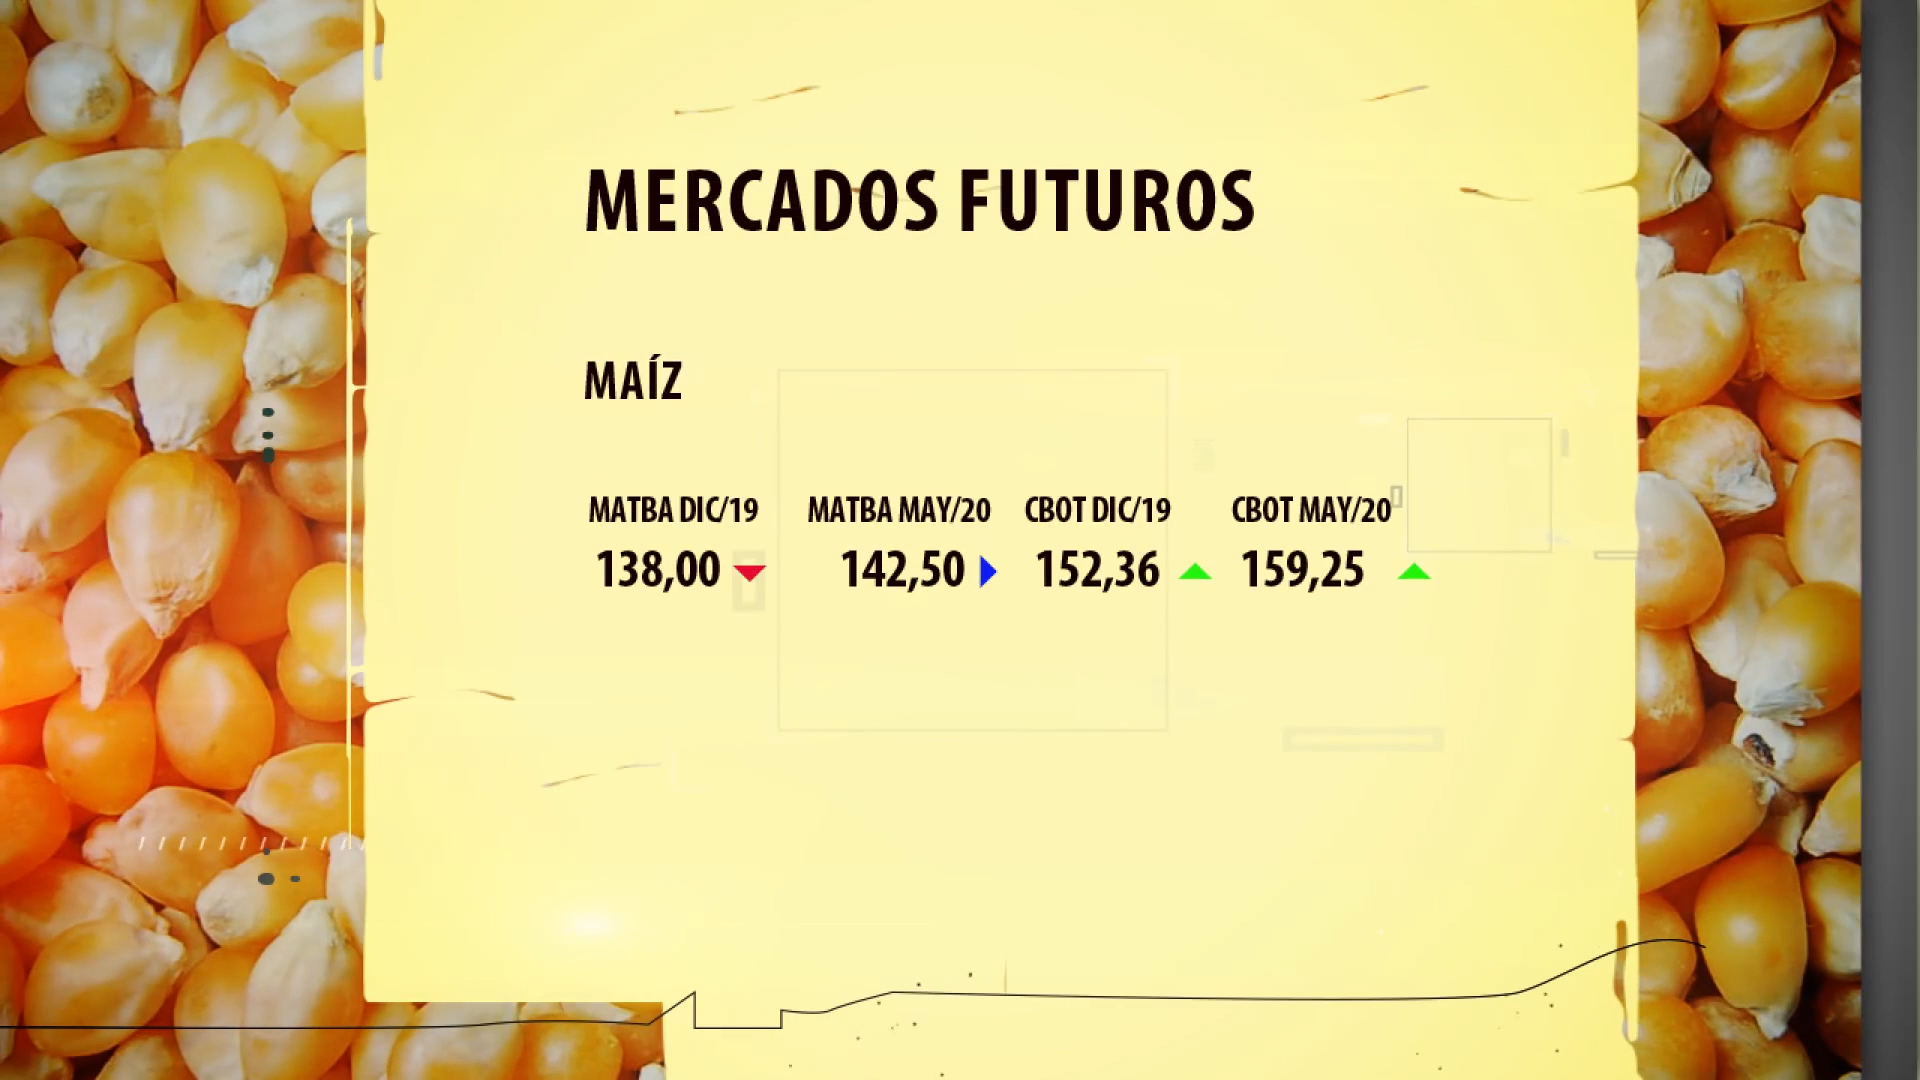 MERCADOS FUTUROS
MAÍZ
MATBA DIC/19 MATBA MAY/20 CBOT DIC/19 CBOT MAY/20
138,00 142,50 152,36 159,25